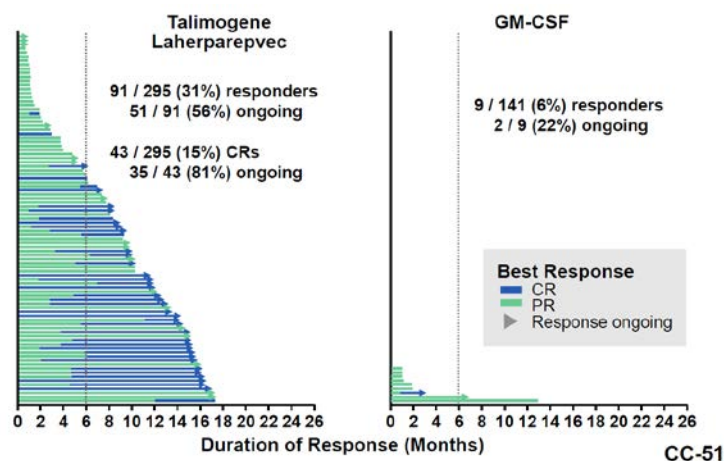 Talimogene
Laherparepvec
91 / 295 (31%) responders
51 / 91 (56%) ongoing
43 / 295 (15%) CRs
35 / 43 (81%) ongoing
0 2 4 6 8 10 12 14 16 18 20 22 24 26
GM-CSF
9 / 141 (6%) responders
2 / 9 (22%) ongoing
Best Response
CR
PR
Response ongoing
0 2 4 6 8 10 12 14 16 18 20 22 24 26
Duration of Response (Months)
CC-51